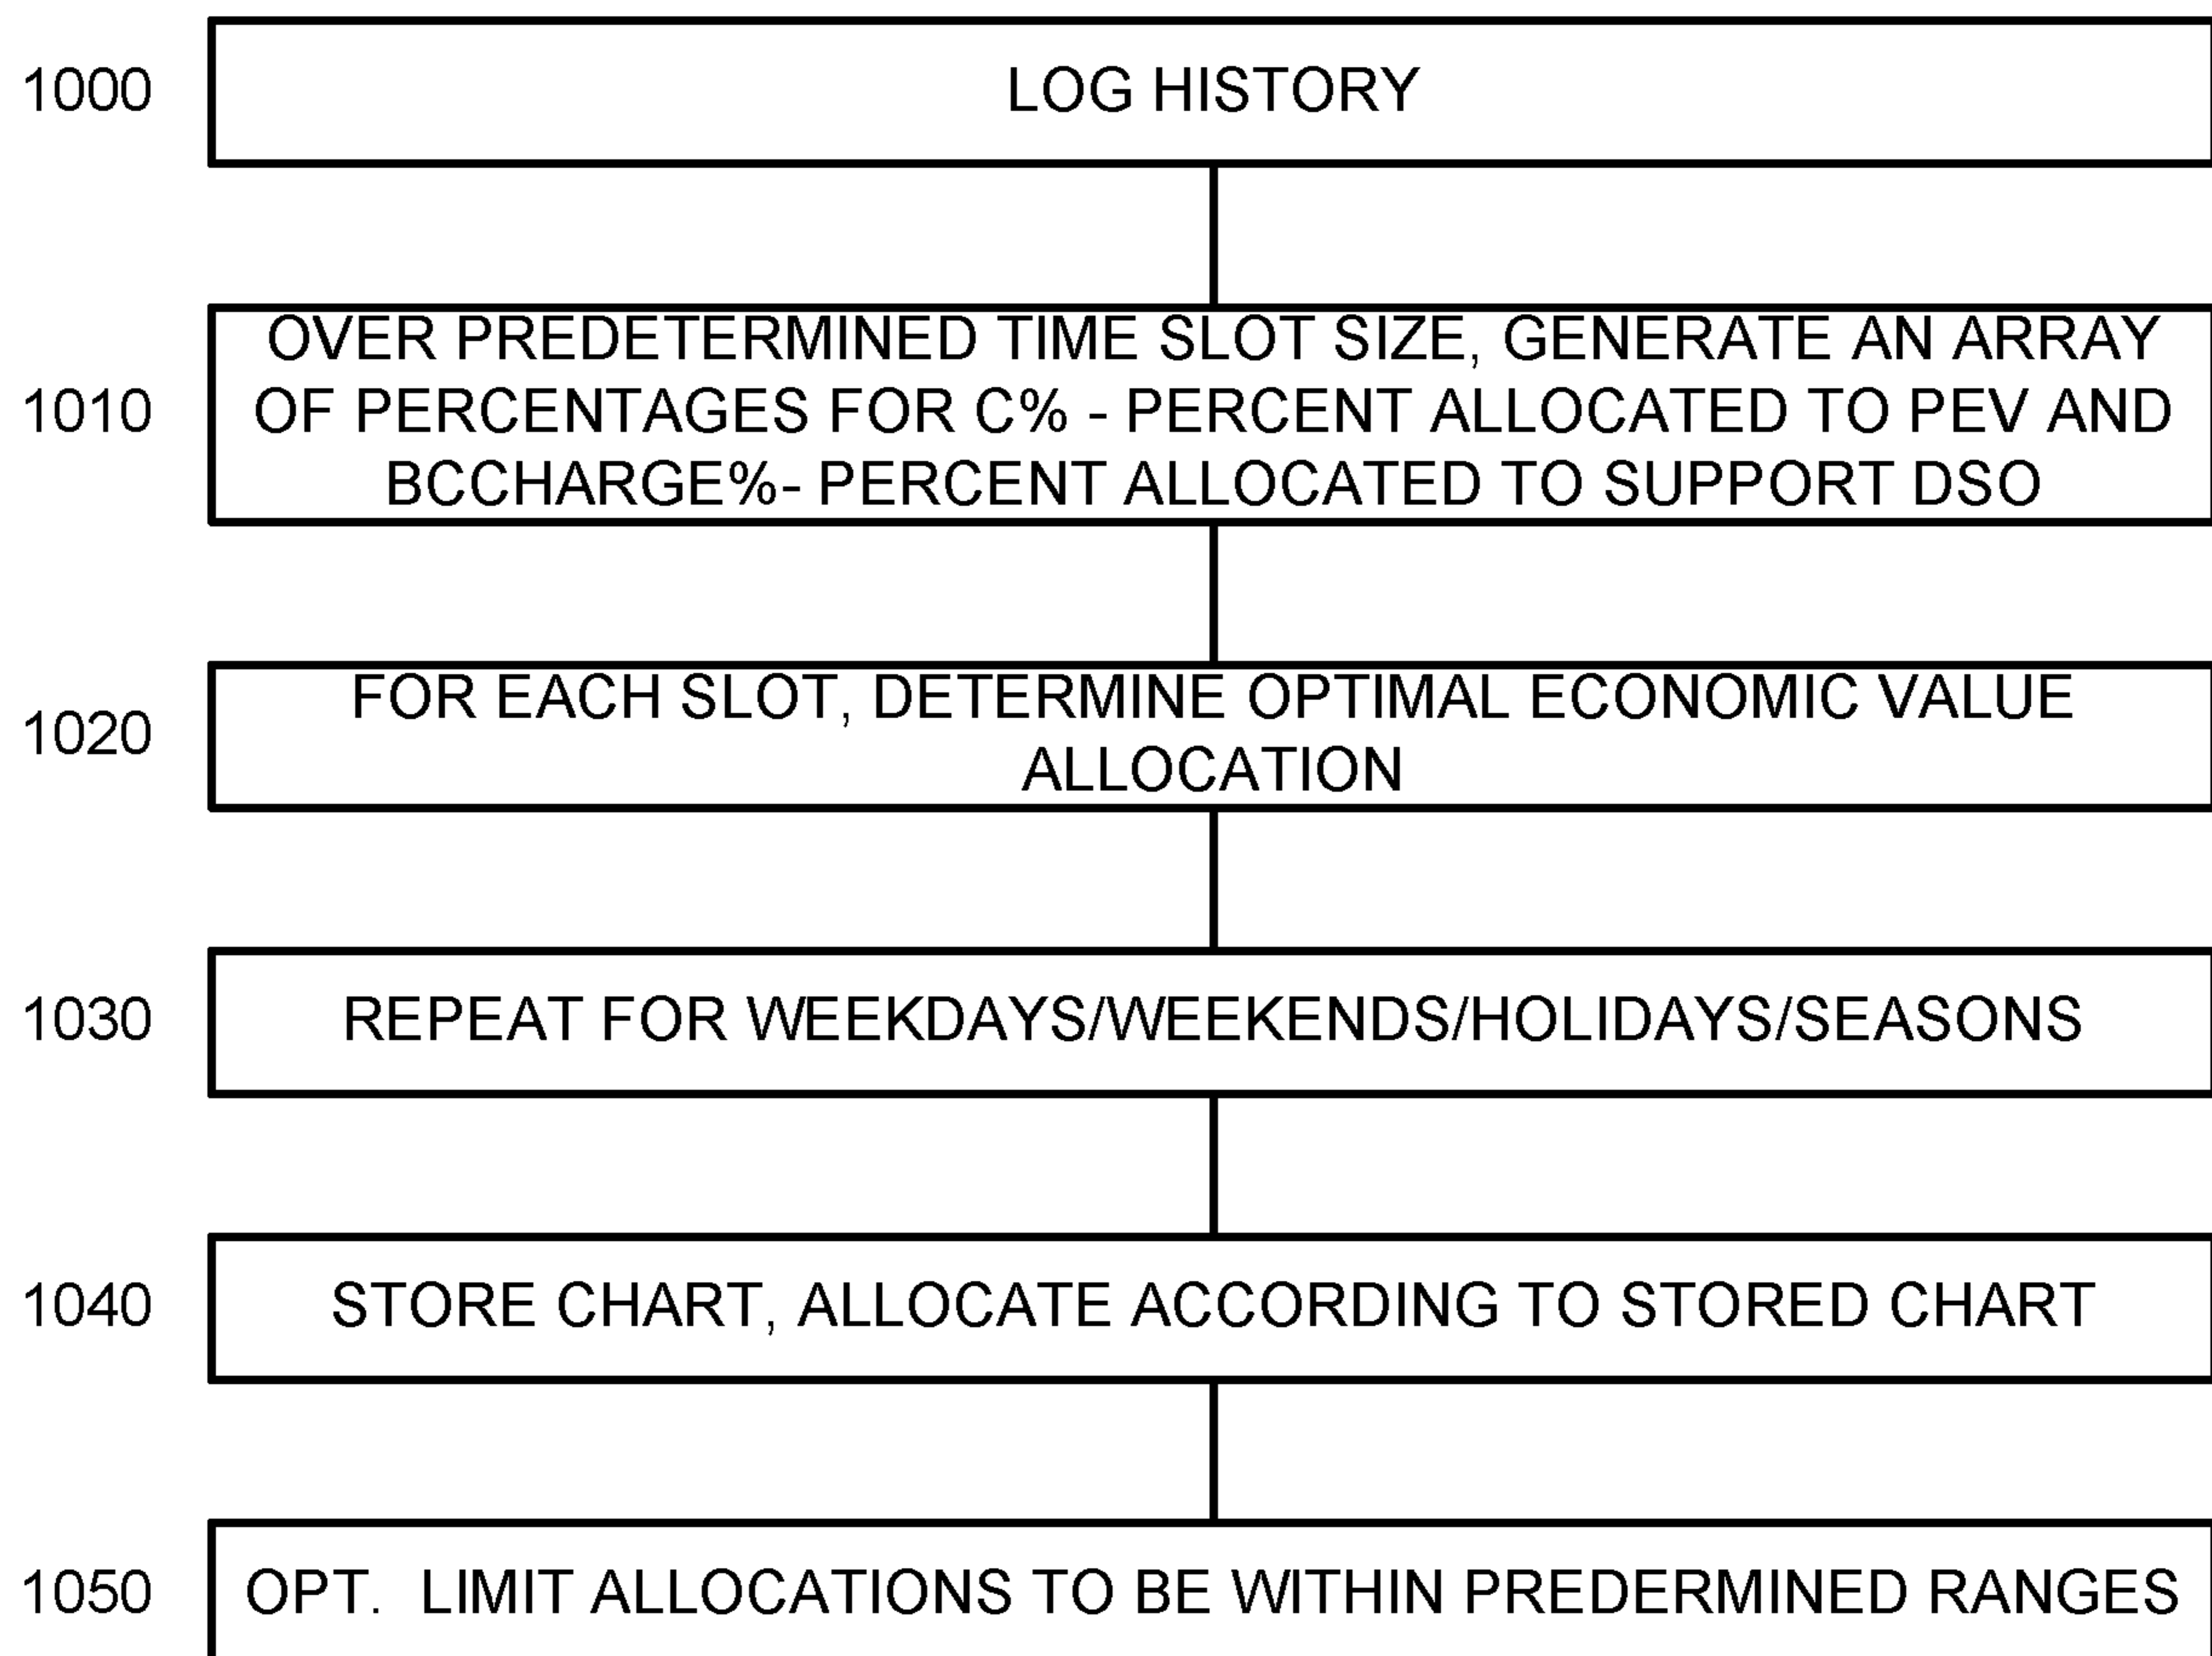 1000
LOG HISTORY
1010
OVER PREDETERMINED TIME SLOT SIZE, GENERATE AN ARRAY
OF PERCENTAGES FOR C% - PERCENT ALLOCATED TO PEV AND
BCCHARGE%- PERCENT ALLOCATED TO SUPPORT DSO
1020
FOR EACH SLOT, DETERMINE OPTIMAL ECONOMIC VALUE
ALLOCATION
1030
REPEAT FOR WEEKDAYS/WEEKENDS/HOLIDAYS/SEASONS
1040
STORE CHART, ALLOCATE ACCORDING TO STORED CHART
1050
OPT. LIMIT ALLOCATIONS TO BE WITHIN PREDERMINED RANGES